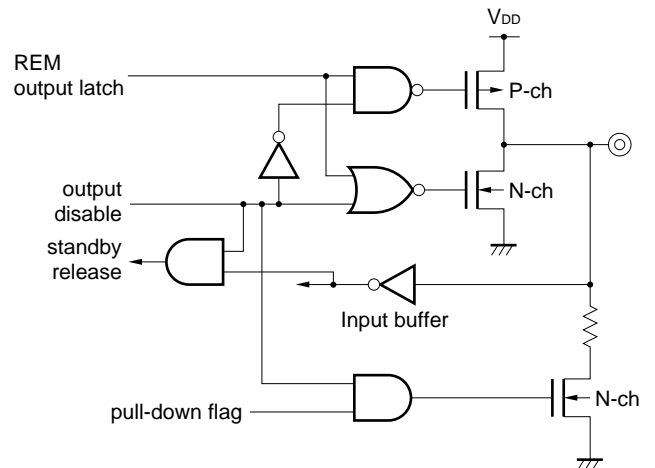 VDD
REM
output latch
P-ch
output
disable
N-ch
standby
release
Input buffer
pull-down flag
N-ch